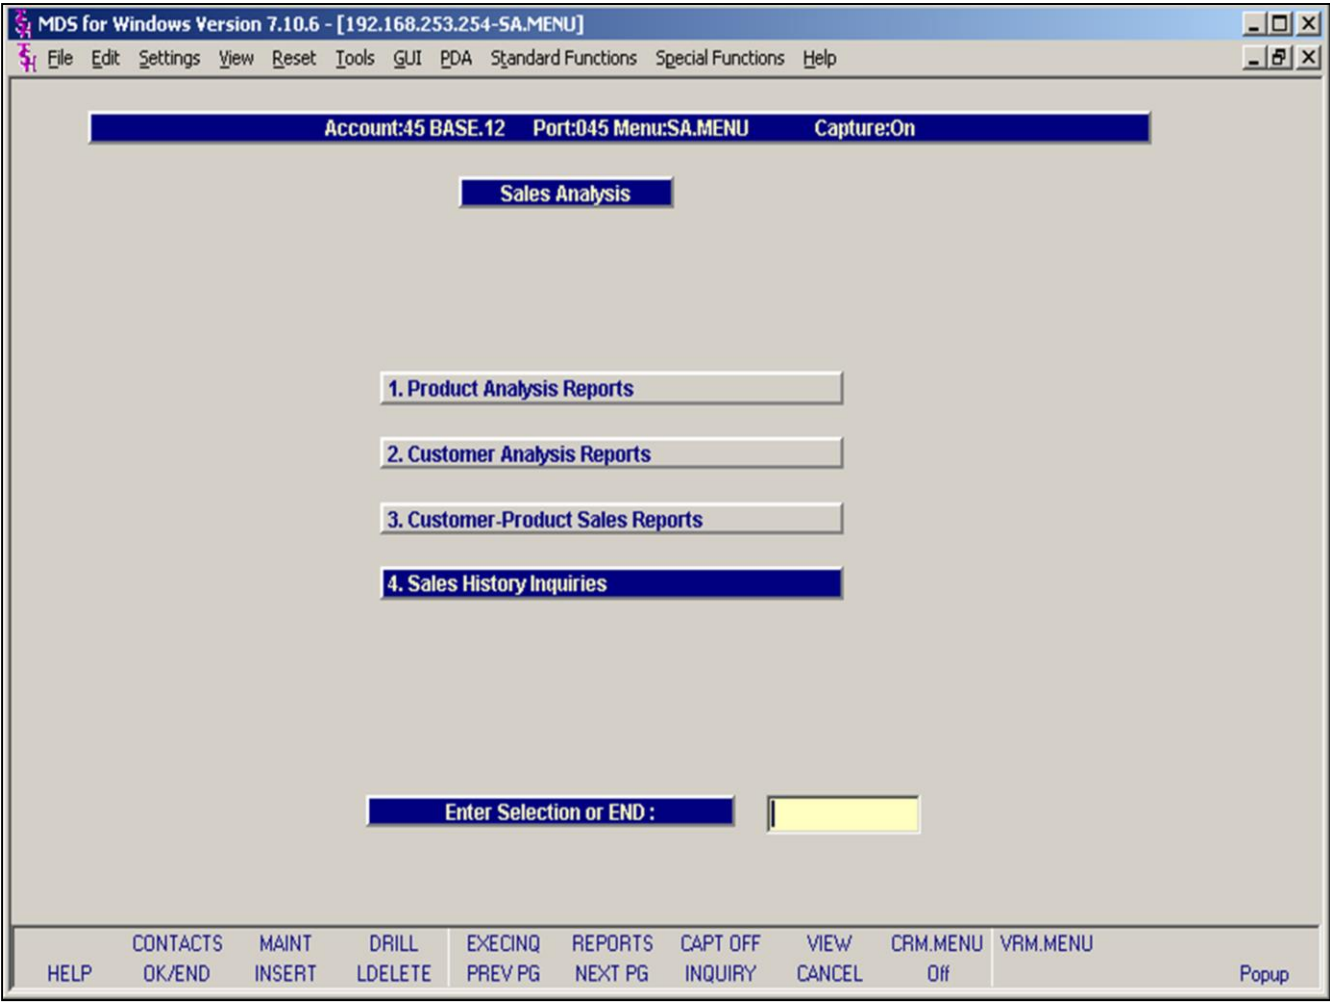 MDS for Windows Version 7.10.6 - [192.168.253.254-SA.MENU]
File Edit Settings View Reset Tools GUI PDA Standard Functions Special Functions Help
Account:45 BASE.12 Port:045 Menu:SA.MENU Capture:On
Sales Analysis
1. Product Analysis Reports
2. Customer Analysis Reports
3. Customer-Product Sales Reports
4. Sales History Inquiries
Enter Selection or END :
CONTACTS MAINT DRILL EXECINQ REPORTS CAPT OFF VIEW CRM.MENU VRM.MENU
HELP OK/END INSERT LDELETE PREV PG NEXT PG INQUIRY CANCEL Off Popup